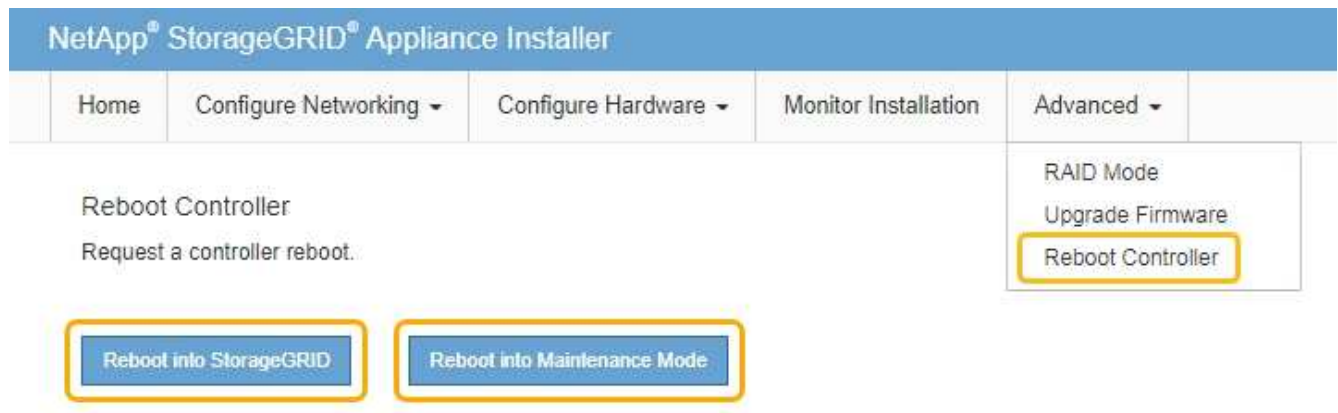 NetApp® StorageGRID® Appliance Installer
Home Configure Networking Configure Hardware Monitor Installation Advanced
RAID Mode
Upgrade Firmware
Reboot Controller
Reboot Controller
Request a controller reboot.
Reboot into StorageGRID Reboot into Maintenance Mode